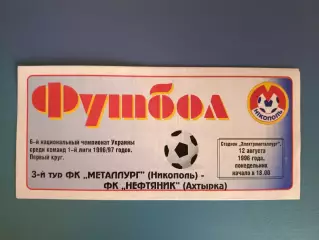 Футбол
НИКОПОЛЬ
6-й национальный чемпионат Украины
среди команд 1-й лиги 1996/97 годов.
Первый круг.
3-й тур ФК „МЕТАЛЛУРГ" (Никополь) -
ФК „НЕФТЯНИК" (Ахтырка)
Стадион „Электрометаллург".
12 августа
1996 года,
понедельник
начало в 18.00